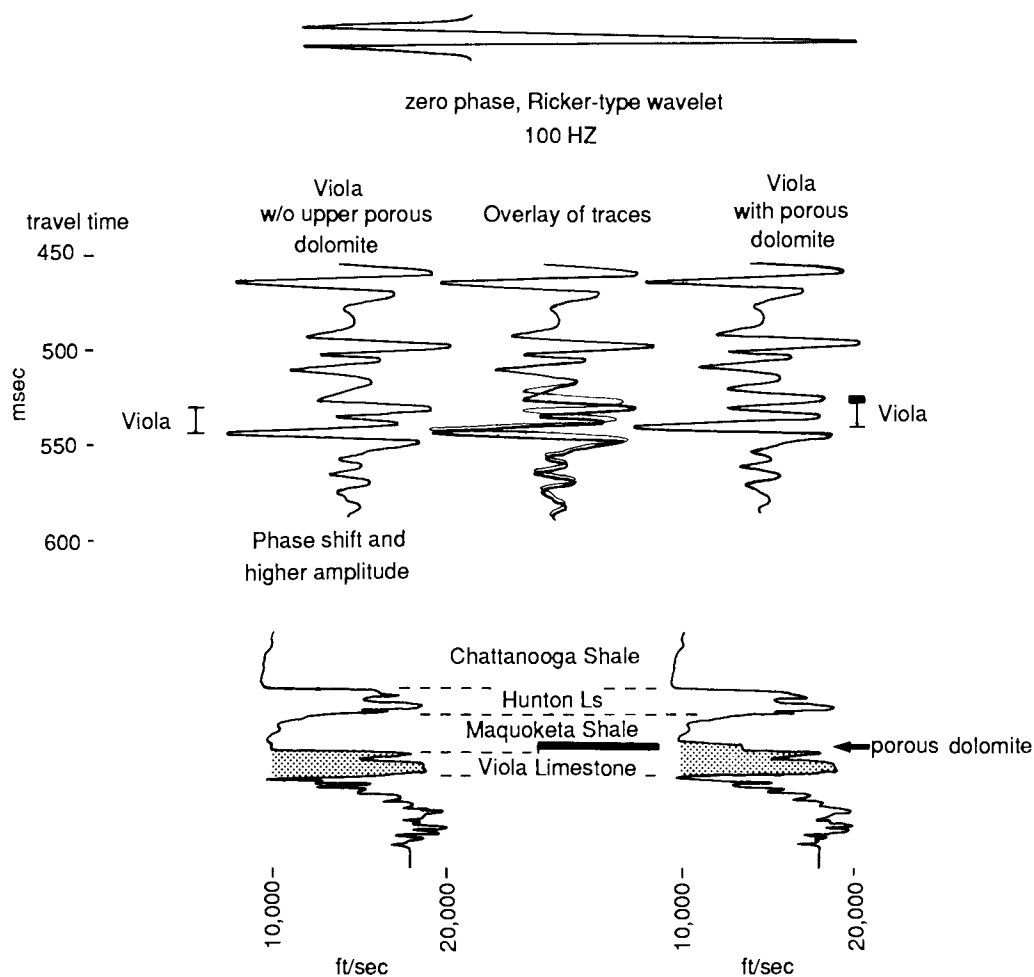 zero phase, Ricker-type wavelet
100 HZ
travel time
Viola
w/o upper porous
dolomite
Overlay of traces
Viola
with porous
dolomite
450
500
550
600
msec
Viola
Viola
Phase shift and
higher amplitude
Chattanooga Shale
Hunton Ls
Maquoketa Shale
Viola Limestone
porous dolomite
10,000
20,000
10,000
20,000
ft/sec
ft/sec